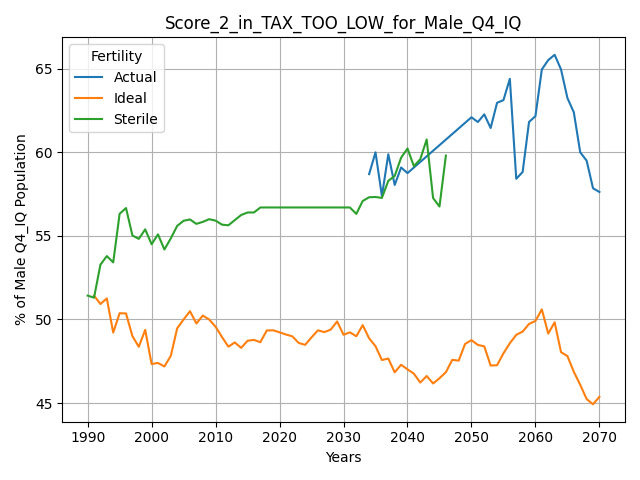 Score_2_in_TAX_TOO_LOW_for_Male_Q4_IQ
Fertility
Actual
Ideal
Sterile
% of Male Q4_IQ Population
65
60
55
50
45
1990 2000 2010 2020 2030 2040 2050 2060 2070
Years